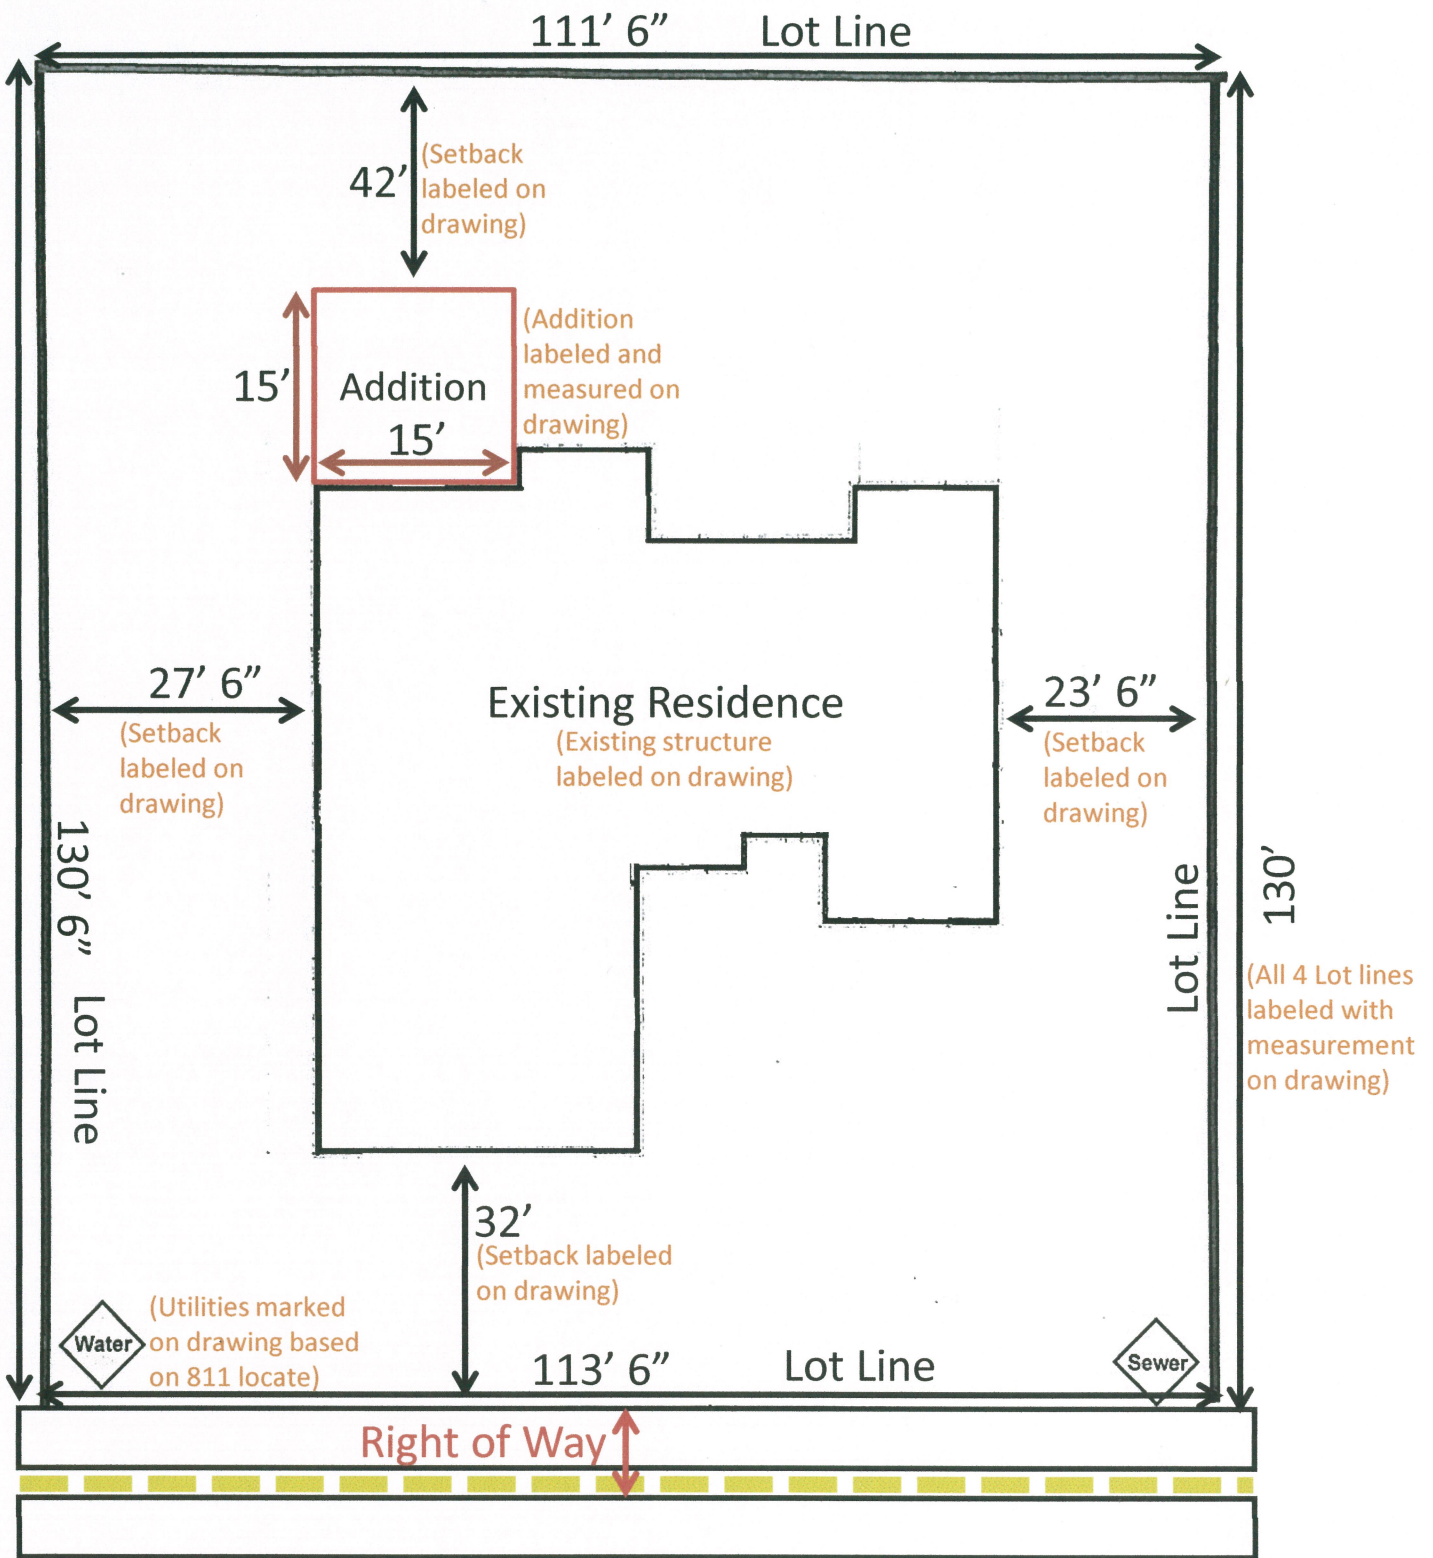 111’ 6” Lot Line
42’
(Setback
labeled on
drawing)
15’
Addition
15’
(Addition
labeled and
measured on
drawing)
27’ 6”
(Setback
labeled on
drawing)
Existing Residence
(Existing structure
labeled on drawing)
23’ 6”
(Setback
labeled on
drawing)
130’ 6” Lot Line
Lot Line
130’
(All 4 Lot lines
labeled with
measurement
on drawing)
32’
(Setback labeled
on drawing)
Water
(Utilities marked
on drawing based
on 811 locate)
113’ 6” Lot Line
Sewer
Right of Way